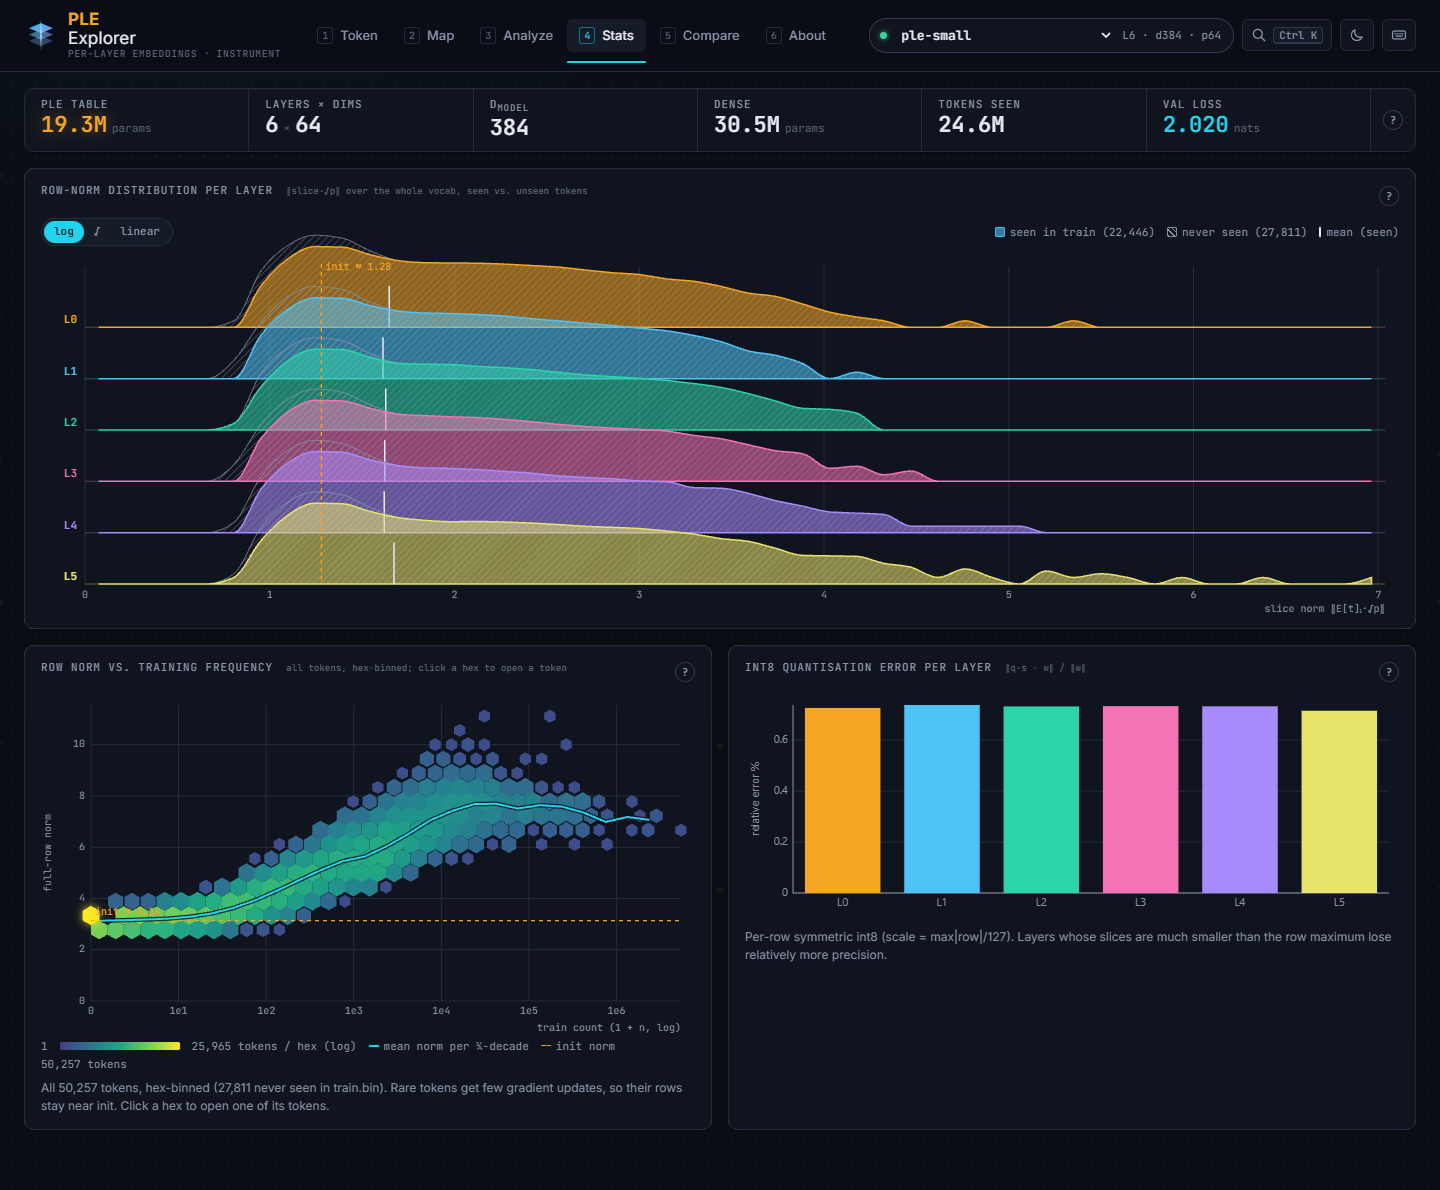 PLE
Explorer
PER-LAYER EMBEDDINGS · INSTRUMENT
1 Token 2 Map 3 Analyze 4 Stats 5 Compare 6 About
ple-small L6 · d384 · p64
Ctrl K
PLE TABLE
19.3M params
LAYERS × DIMS
6 × 64
DMODEL
384
DENSE
30.5M params
TOKENS SEEN
24.6M
VAL LOSS
2.020 nats
?
ROW-NORM DISTRIBUTION PER LAYER ‖slice·√p‖ over the whole vocab, seen vs. unseen tokens
?
log √ linear
seen in train (22,446) never seen (27,811) mean (seen)
init ≈ 1.28
L0
L1
L2
L3
L4
L5
0 1 2 3 4 5 6 7
slice norm ‖E[t]ᵢ·√p‖
ROW NORM VS. TRAINING FREQUENCY all tokens, hex-binned; click a hex to open a token
?
full-row norm
10
8
6
4
2
0
init
0 1e1 1e2 1e3 1e4 1e5 1e6
train count (1 + n, log)
1 25,965 tokens / hex (log) mean norm per ¼-decade init norm
50,257 tokens
All 50,257 tokens, hex-binned (27,811 never seen in train.bin). Rare tokens get few gradient updates, so their rows
stay near init. Click a hex to open one of its tokens.
INT8 QUANTISATION ERROR PER LAYER ‖q·s - w‖ / ‖w‖
?
relative error %
0.6
0.4
0.2
0
L0 L1 L2 L3 L4 L5
Per-row symmetric int8 (scale = max|row|/127). Layers whose slices are much smaller than the row maximum lose
relatively more precision.